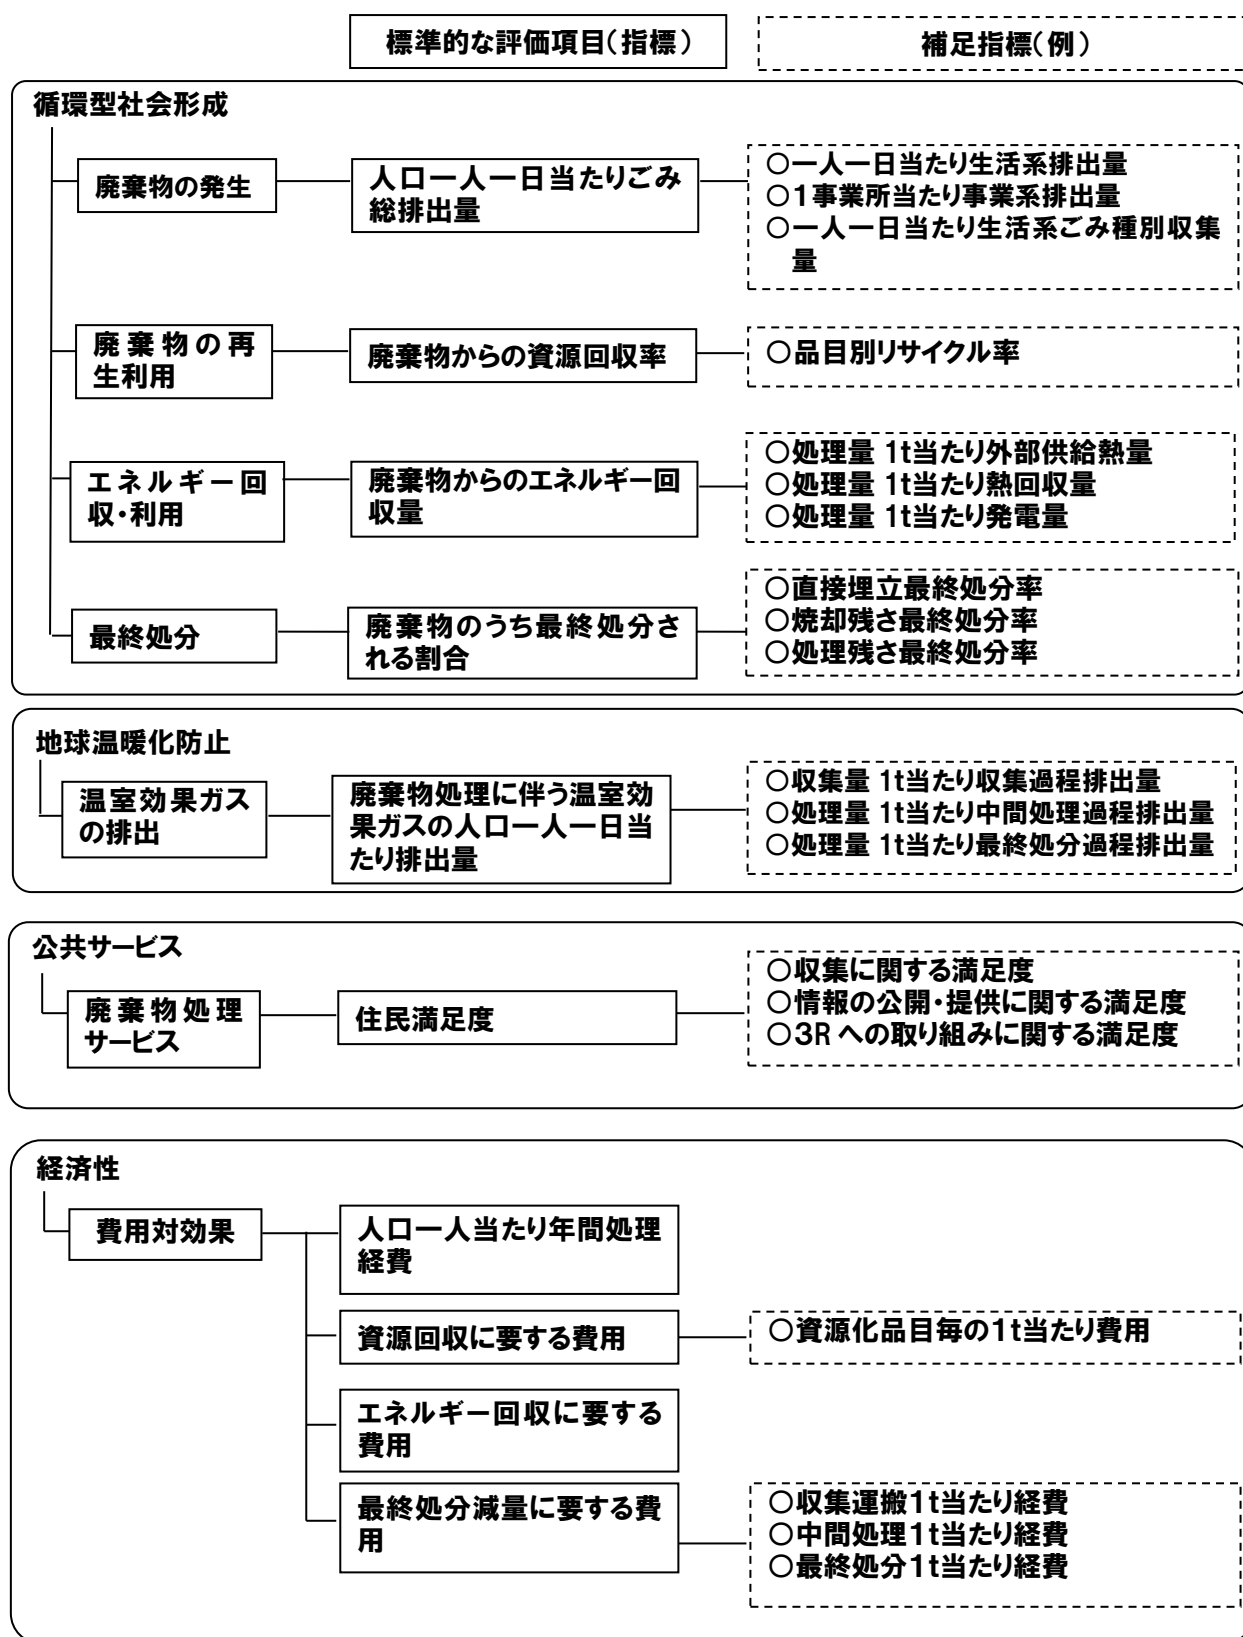 標準的な評価項目（指標）
補足指標（例）
循環型社会形成
廃棄物の発生
人口一人一日当たりごみ
総排出量
○一人一日当たり生活系排出量
○1事業所当たり事業系排出量
○一人一日当たり生活系ごみ種別収集
量
廃棄物の再
生利用
廃棄物からの資源回収率
○品目別リサイクル率
エネルギー回
収・利用
廃棄物からのエネルギー回
収量
○処理量 1t当たり外部供給熱量
○処理量 1t当たり熱回収量
○処理量 1t当たり発電量
最終処分
廃棄物のうち最終処分さ
れる割合
○直接埋立最終処分率
○焼却残さ最終処分率
○処理残さ最終処分率
地球温暖化防止
温室効果ガス
の排出
廃棄物処理に伴う温室効
果ガスの人口一人一日当
たり排出量
○収集量 1t当たり収集過程排出量
○処理量 1t当たり中間処理過程排出量
○処理量 1t当たり最終処分過程排出量
公共サービス
廃棄物処理
サービス
住民満足度
○収集に関する満足度
○情報の公開・提供に関する満足度
○3R への取り組みに関する満足度
経済性
費用対効果
人口一人当たり年間処理
経費
資源回収に要する費用
○資源化品目毎の1t当たり費用
エネルギー回収に要する
費用
最終処分減量に要する費
用
○収集運搬1t当たり経費
○中間処理1t当たり経費
○最終処分1t当たり経費